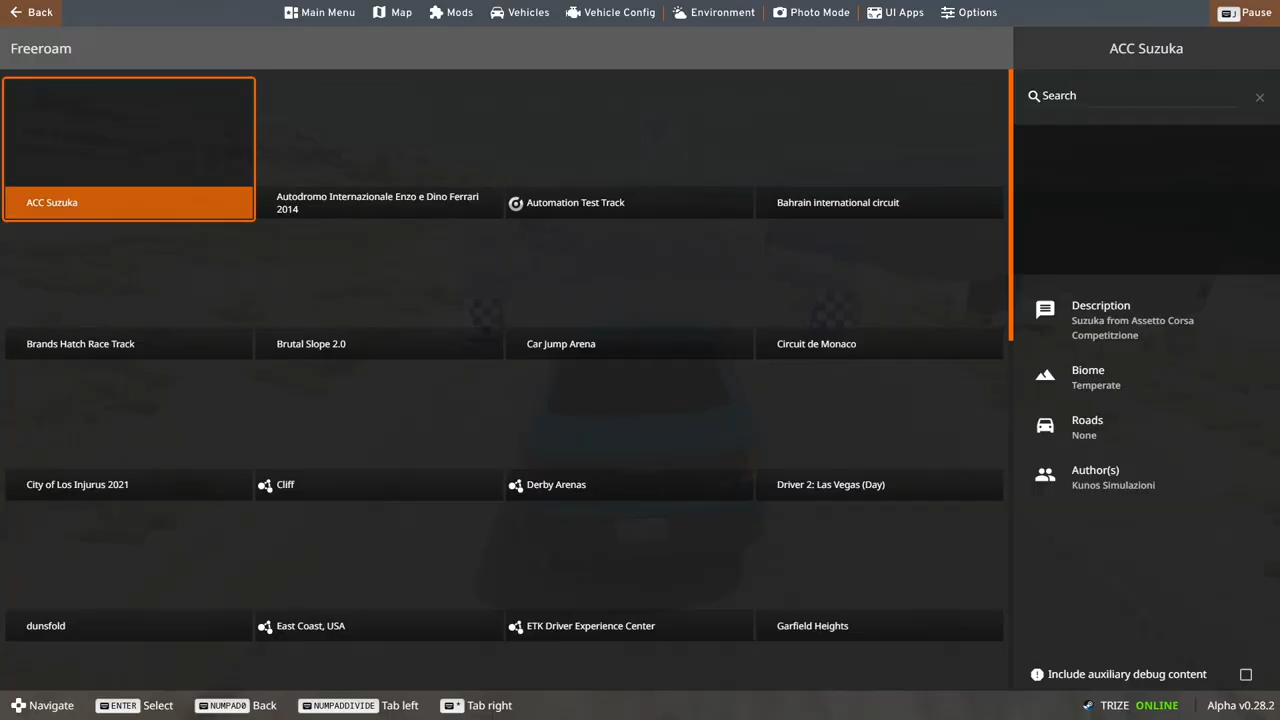 Back
Main Menu
Map
Mods
Vehicles
Vehicle Config
Environment
Photo Mode
UI Apps
Options
J
Pause
Freeroam
ACC Suzuka
Search
ACC Suzuka
Autodromo Internazionale Enzo e Dino Ferrari
2014
Automation Test Track
Bahrain international circuit
Brands Hatch Race Track
Brutal Slope 2.0
Car Jump Arena
Circuit de Monaco
City of Los Injurus 2021
Cliff
Derby Arenas
Driver 2: Las Vegas (Day)
dunsfold
East Coast, USA
ETK Driver Experience Center
Garfield Heights
Description
Suzuka from Assetto Corsa
Competitzione
Biome
Temperate
Roads
None
Author(s)
Kunos Simulazioni
Include auxiliary debug content
Navigate
ENTER Select
NUMPAD0 Back
NUMPADDIVIDE Tab left
* Tab right
TRIZE ONLINE
Alpha v0.28.2